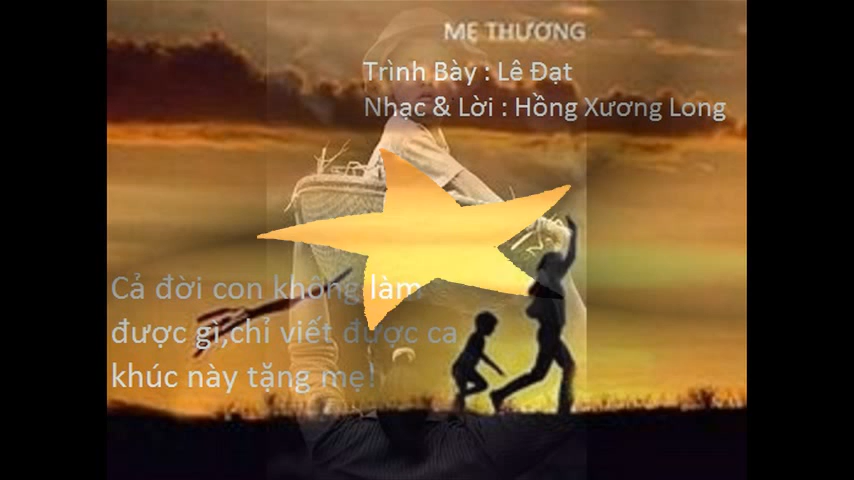 MẸ THƯƠNG
Trình Bày : Lê Đạt
Nhạc & Lời : Hồng Xương Long
Cả đời con không làm
được gì,chỉ viết được ca
khúc này tặng mẹ!